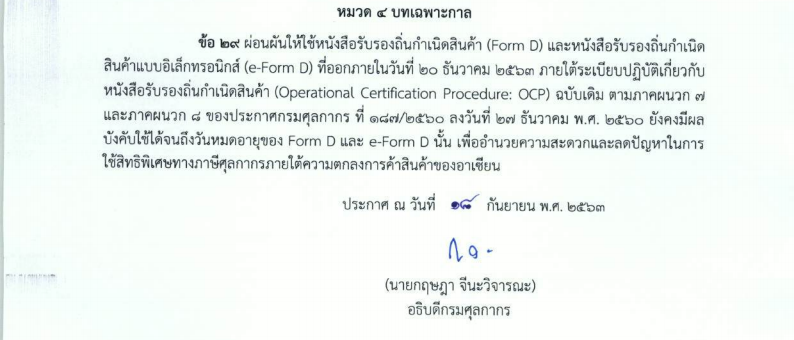 หมวด ๔ บทเฉพาะกาล
ข้อ ๒๙ ผ่อนผันให้ใช้หนังสือรับรองถิ่นกำเนิดสินค้า (Form D) และหนังสือรับรองถิ่นกำเนิด
สินค้าแบบอิเล็กทรอนิกส์ (e-Form D) ที่ออกภายในวันที่ ๒๐ ธันวาคม ๒๕๖๓ ภายใต้ระเบียบปฏิบัติเกี่ยวกับ
หนังสือรับรองถิ่นกำเนิดสินค้า (Operational Certification Procedure: OCP) ฉบับเดิม ตามภาคผนวก ๗
และภาคผนวก ๘ ของประกาศกรมศุลกากร ที่ ๑๘๗/๒๕๖๐ ลงวันที่ ๒๗ ธันวาคม พ.ศ. ๒๕๖๐ ยังคงมีผล
บังคับใช้ได้จนถึงวันหมดอายุของ Form D และ e-Form D นั้น เพื่ออำนวยความสะดวกและลดปัญหาในการ
ใช้สิทธิพิเศษทางภาษีศุลกากรภายใต้ความตกลงการค้าสินค้าของอาเซียน
ประกาศ ณ วันที่ ๑๘ กันยายน พ.ศ. ๒๕๖๓
(นายกฤษฎา จีนะวิจารณะ)
อธิบดีกรมศุลกากร